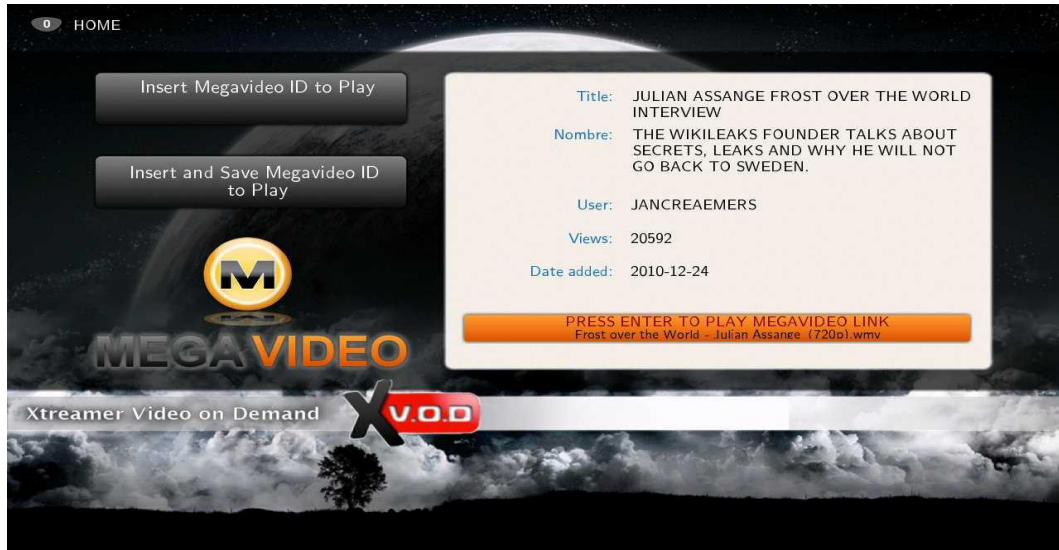 0 HOME
Insert Megavideo ID to Play
Insert and Save Megavideo ID
to Play
M
MEGAVIDEO
Title: JULIAN ASSANGE FROST OVER THE WORLD
INTERVIEW
Nombre: THE WIKILEAKS FOUNDER TALKS ABOUT
SECRETS, LEAKS AND WHY HE WILL NOT
GO BACK TO SWEDEN.
User: JANCREAEMERS
Views: 20592
Date added: 2010-12-24
PRESS ENTER TO PLAY MEGAVIDEO LINK
Frost over the World - Julian Assange (720p).wmv
Xtreamer Video on Demand
X V.O.D